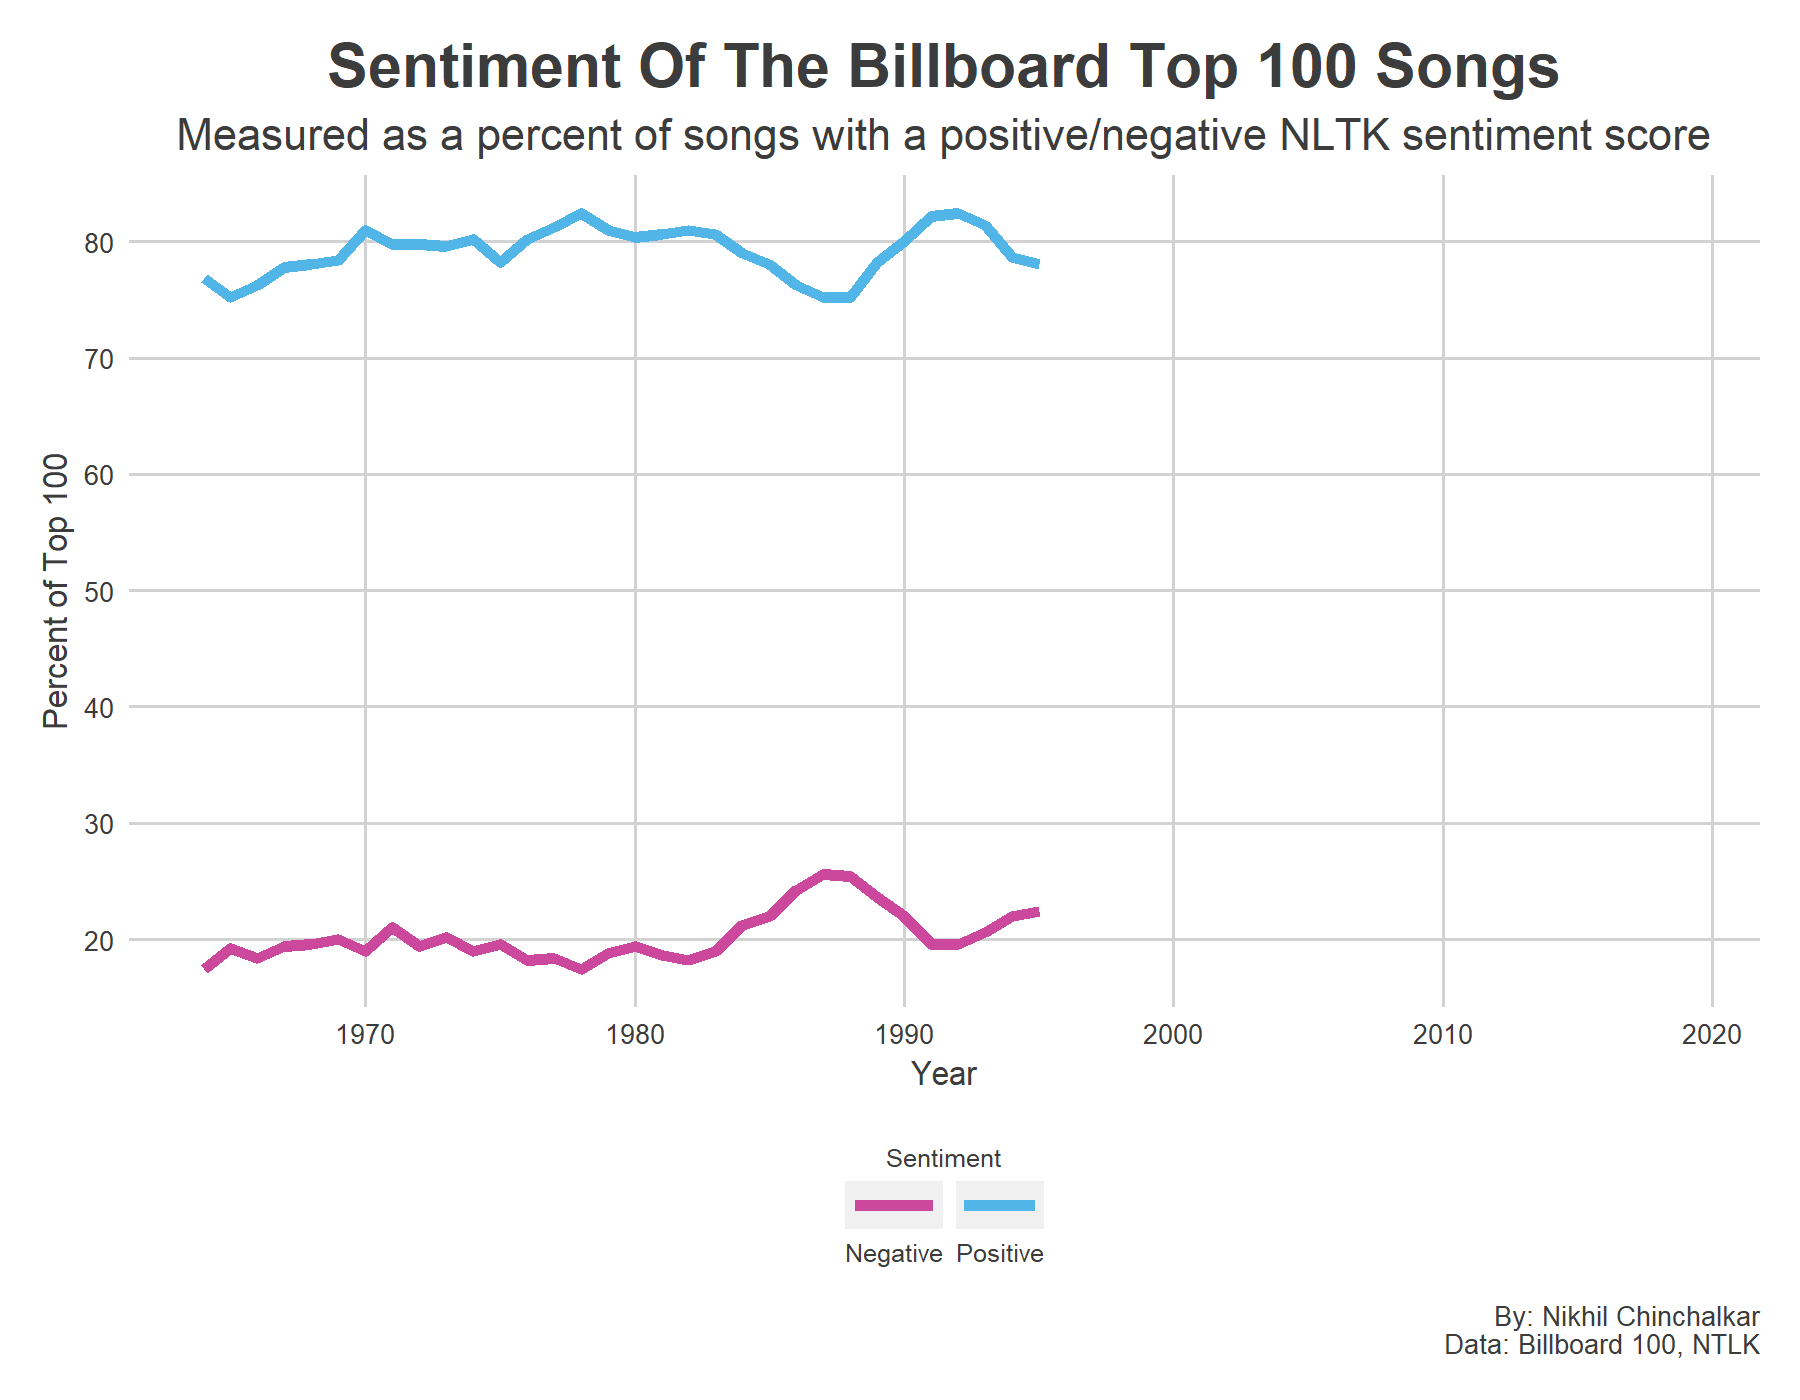 Sentiment Of The Billboard Top 100 Songs
Measured as a percent of songs with a positive/negative NLTK sentiment score
Percent of Top 100
80
70
60
50
40
30
20
1970 1980 1990 2000 2010 2020
Year
Sentiment
Negative Positive
By: Nikhil Chinchalkar
Data: Billboard 100, NTLK